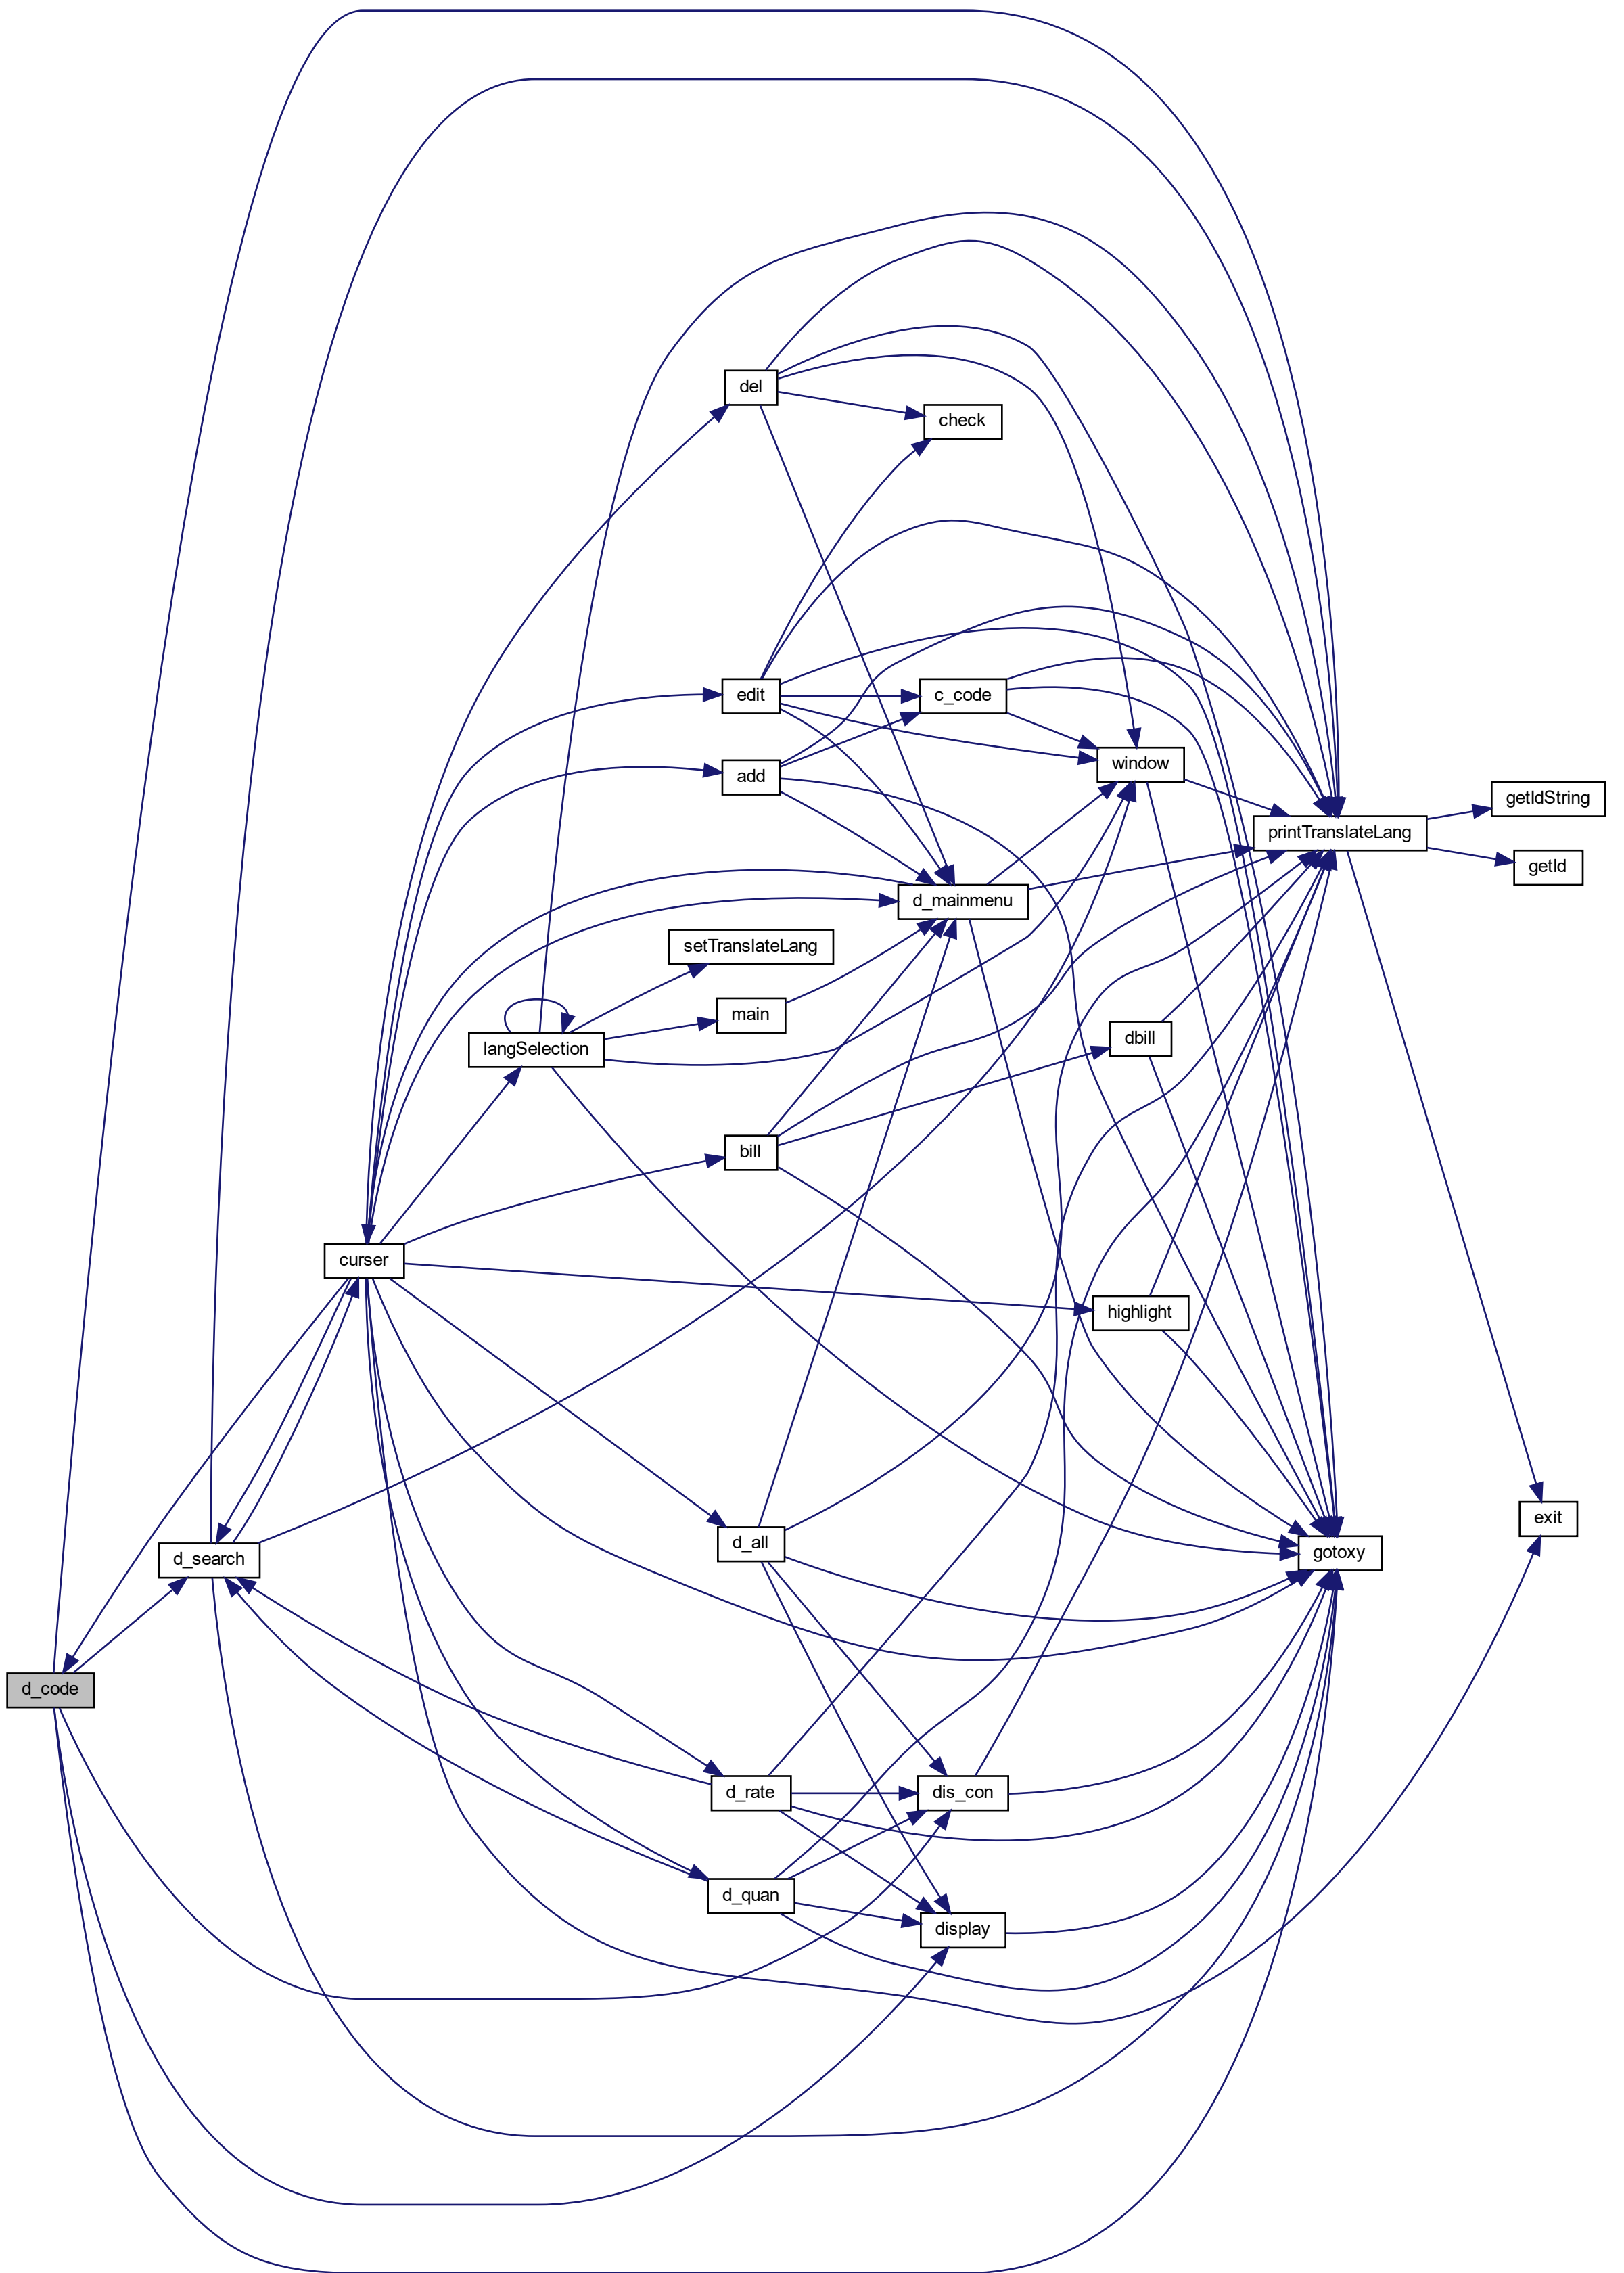 del
check
edit
c_code
add
window
getIdString
printTranslateLang
getId
d_mainmenu
setTranslateLang
main
langSelection
dbill
bill
curser
highlight
exit
d_all
gotoxy
d_search
d_code
d_rate
dis_con
d_quan
display